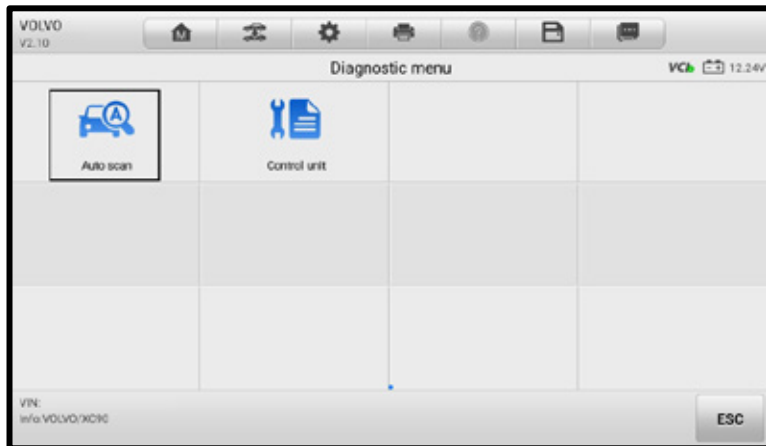 VOLVO
V2.10
Diagnostic menu
VCI 12.24V
Auto scan
Control unit
VIN:
Info:VOLVO/XC90
ESC